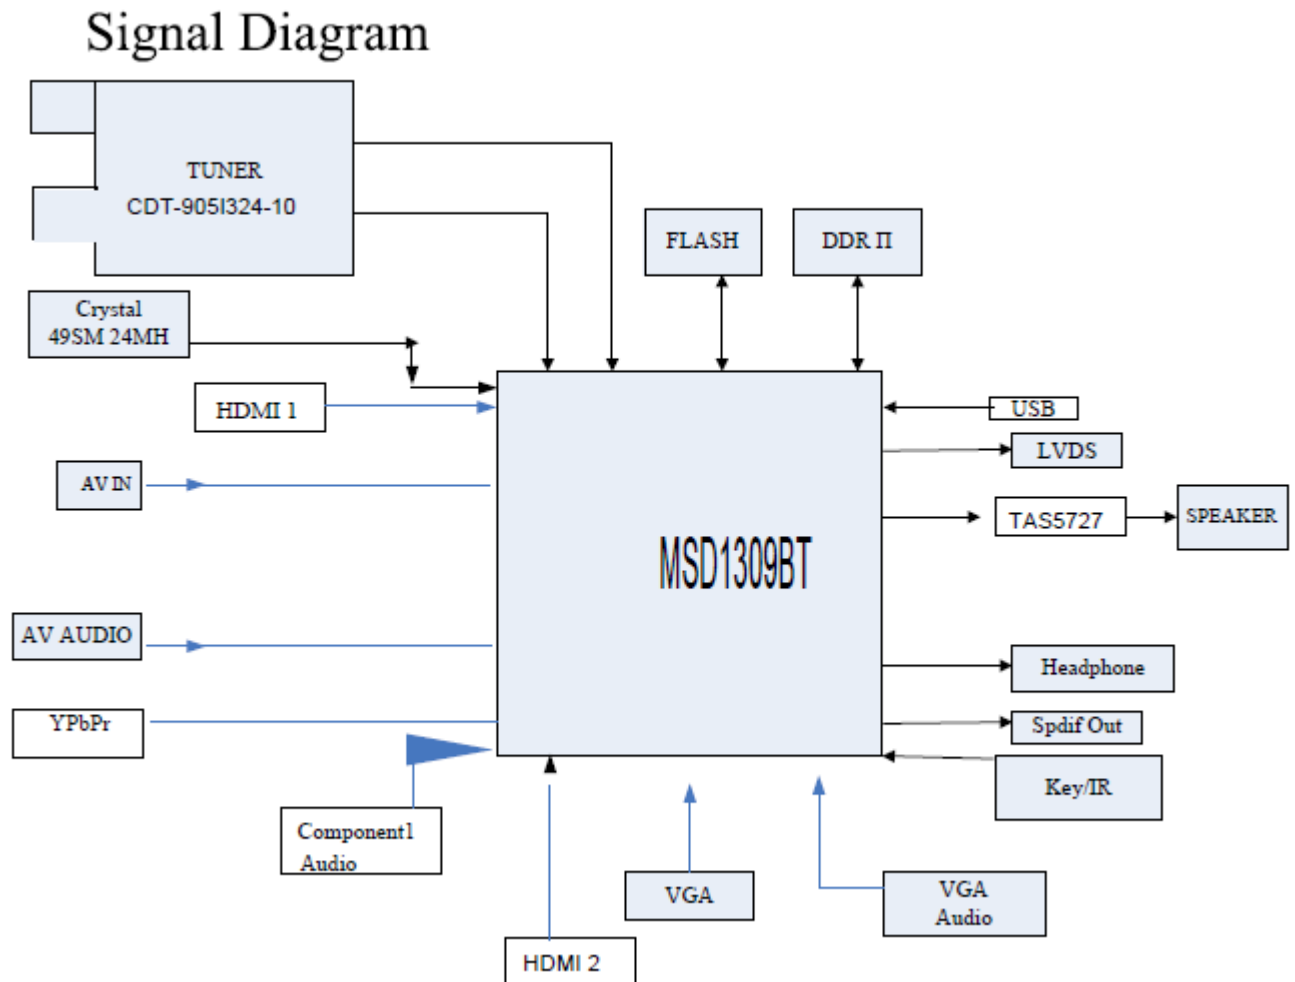 Signal Diagram
TUNER
CDT-905I324-10
FLASH
DDR II
Crystal
49SM 24MH
HDMI 1
USB
LVDS
AV IN
TAS5727
SPEAKER
MSD1309BT
AV AUDIO
Headphone
YPbPr
Spdif Out
Key/IR
Component1
Audio
VGA
VGA
Audio
HDMI 2